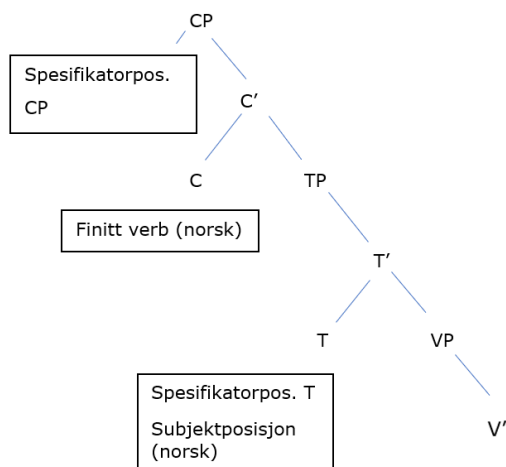 CP
Spesifikatorpos.
CP
C’
C
TP
Finitt verb (norsk)
T’
T
VP
Spesifikatorpos. T
Subjektposisjon
(norsk)
V’